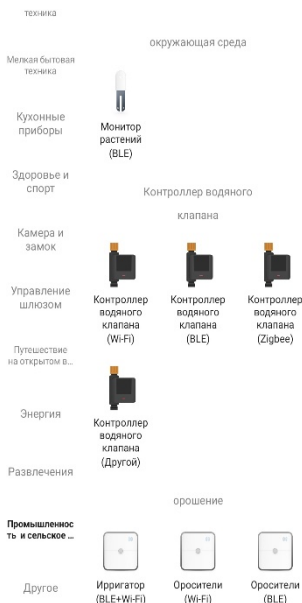 техника
Мелкая бытовая
техника
Кухонные
приборы
Здоровье и
спорт
Камера и
замок
Управление
шлюзом
Путешествие
на открытом в...
Энергия
Развлечения
Промышленнос
ть и сельское ...
Другое
окружающая среда
Монитор
растений
(BLE)
Контроллер водяного
клапана
Контроллер
водяного
клапана
(Wi-Fi)
Контроллер
водяного
клапана
(BLE)
Контроллер
водяного
клапана
(Zigbee)
Контроллер
водяного
клапана
(Другой)
орошение
Ирригатор
(BLE+Wi-Fi)
Оросители
(Wi-Fi)
Оросители
(BLE)